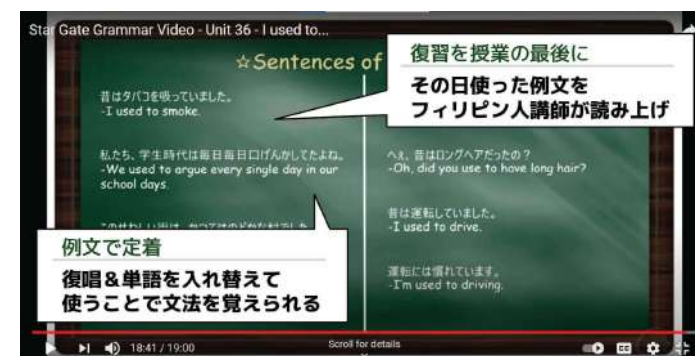 Star Gate Grammar Video - Unit 36 - I used to...
☆Sentences of
復習を授業の最後に
その日使った例文を
フィリピン人講師が読み上げ
昔はタバコを吸っていました。
-I used to smoke.
私たち、学生時代は毎日毎日口げんかしてたよね。
-We used to argue every single day in our
school days.
例文で定着
復唱＆単語を入れ替えて
使うことで文法を覚えられる
へぇ、昔はロングヘアだったの？
-Oh, did you use to have long hair?
昔は運転していました。
-I used to drive.
運転には慣れています。
-I'm used to driving.
18:41 / 19:00
Scroll for details